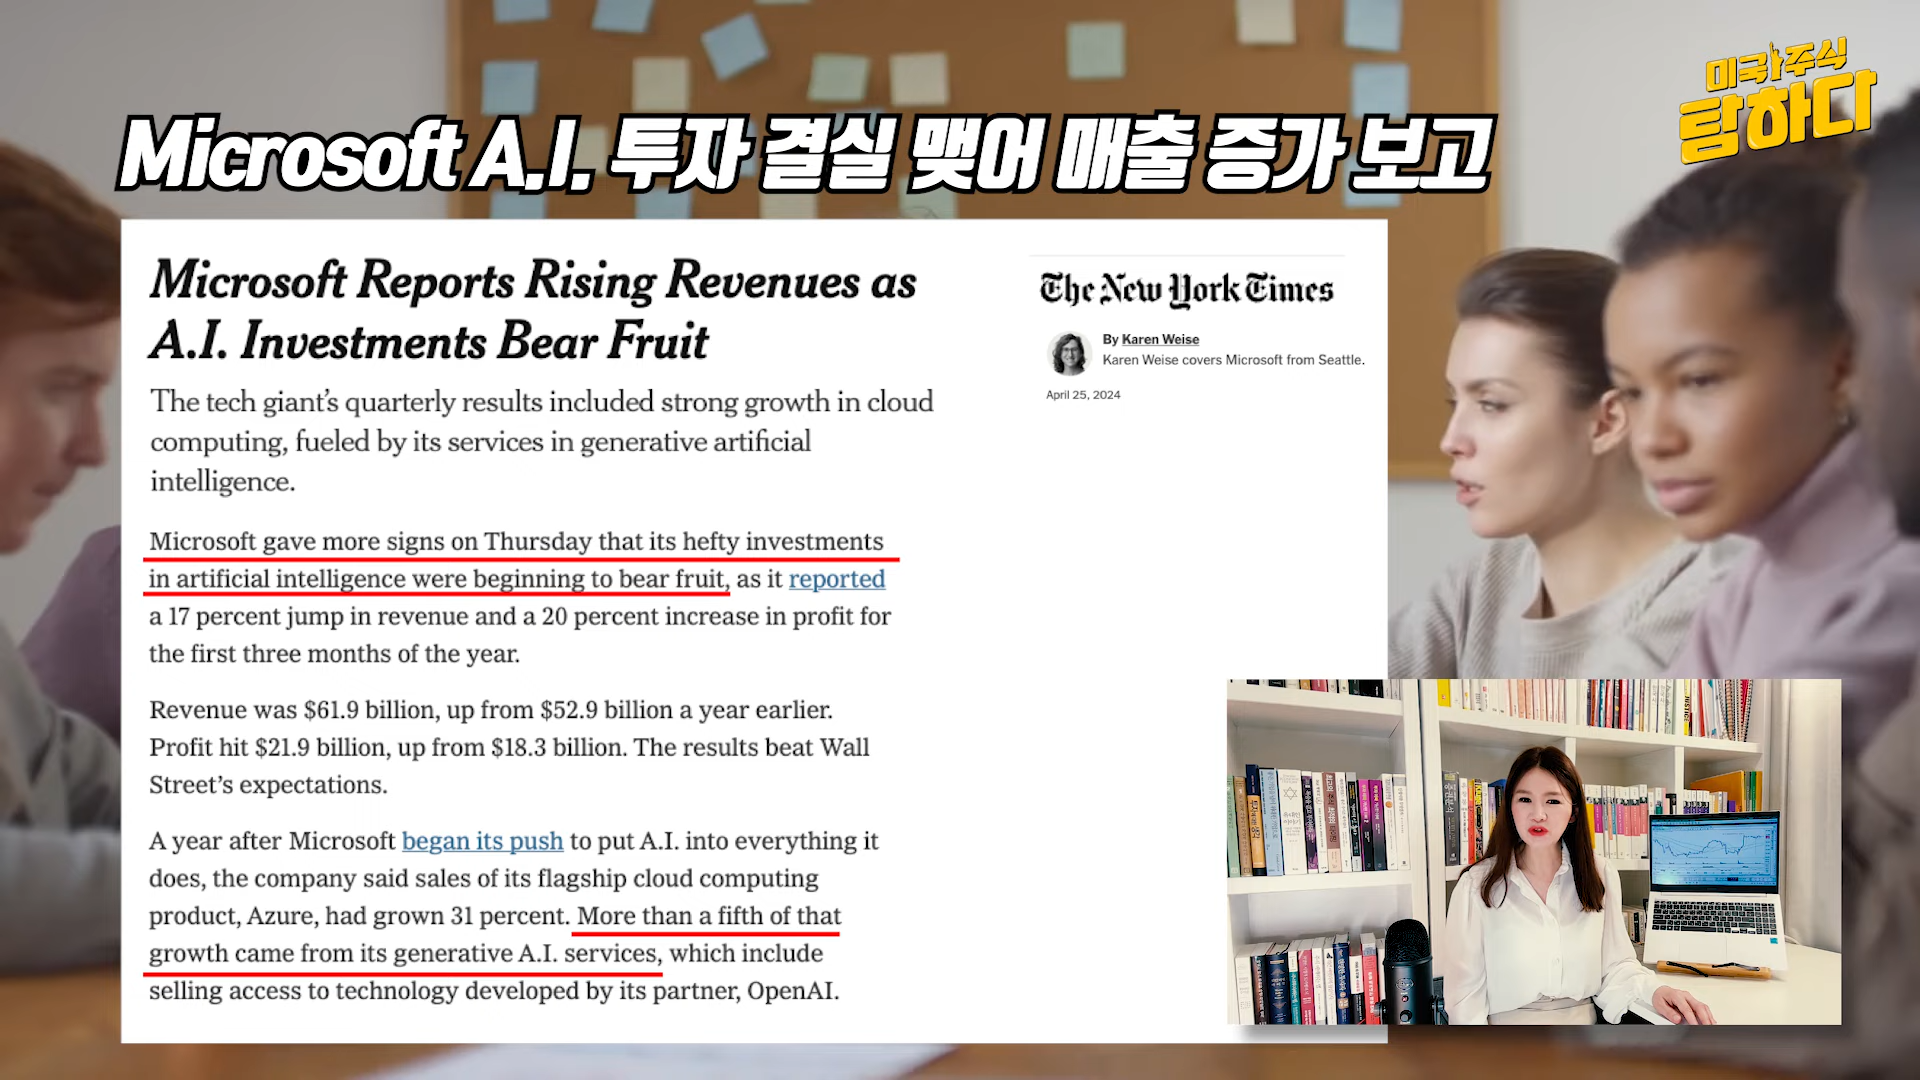 미국주식
탐하다
Microsoft A.I. 투자 결실 맺어 매출 증가 보고
Microsoft Reports Rising Revenues as
A.I. Investments Bear Fruit
The New York Times
By Karen Weise
Karen Weise covers Microsoft from Seattle.
April 25, 2024
The tech giant's quarterly results included strong growth in cloud
computing, fueled by its services in generative artificial
intelligence.
Microsoft gave more signs on Thursday that its hefty investments
in artificial intelligence were beginning to bear fruit, as it reported
a 17 percent jump in revenue and a 20 percent increase in profit for
the first three months of the year.
Revenue was $61.9 billion, up from $52.9 billion a year earlier.
Profit hit $21.9 billion, up from $18.3 billion. The results beat Wall
Street's expectations.
A year after Microsoft began its push to put A.I. into everything it
does, the company said sales of its flagship cloud computing
product, Azure, had grown 31 percent. More than a fifth of that
growth came from its generative A.I. services, which include
selling access to technology developed by its partner, OpenAI.
JUSTICE